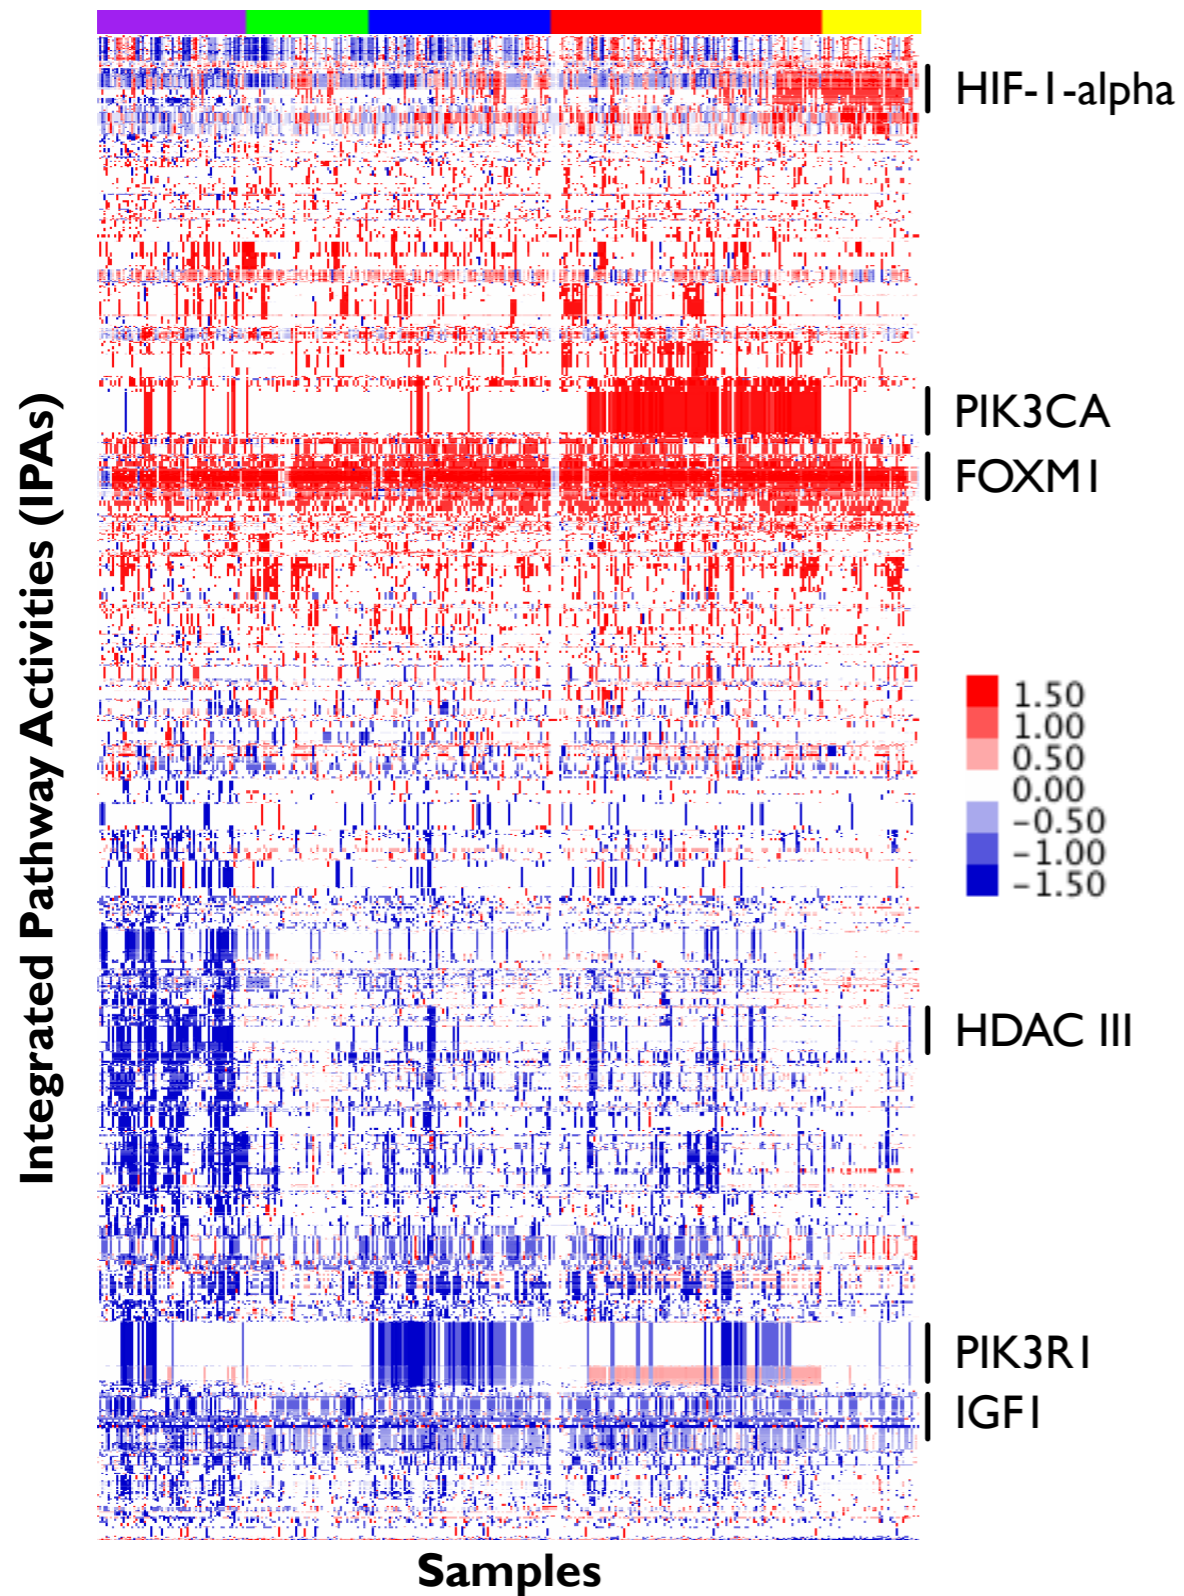 HIF-1-alpha
PIK3CA
FOXM1
Integrated Pathway Activities (IPAs)
1.50
1.00
0.50
0.00
−0.50
−1.00
−1.50
HDAC III
PIK3R1
IGF1
Samples